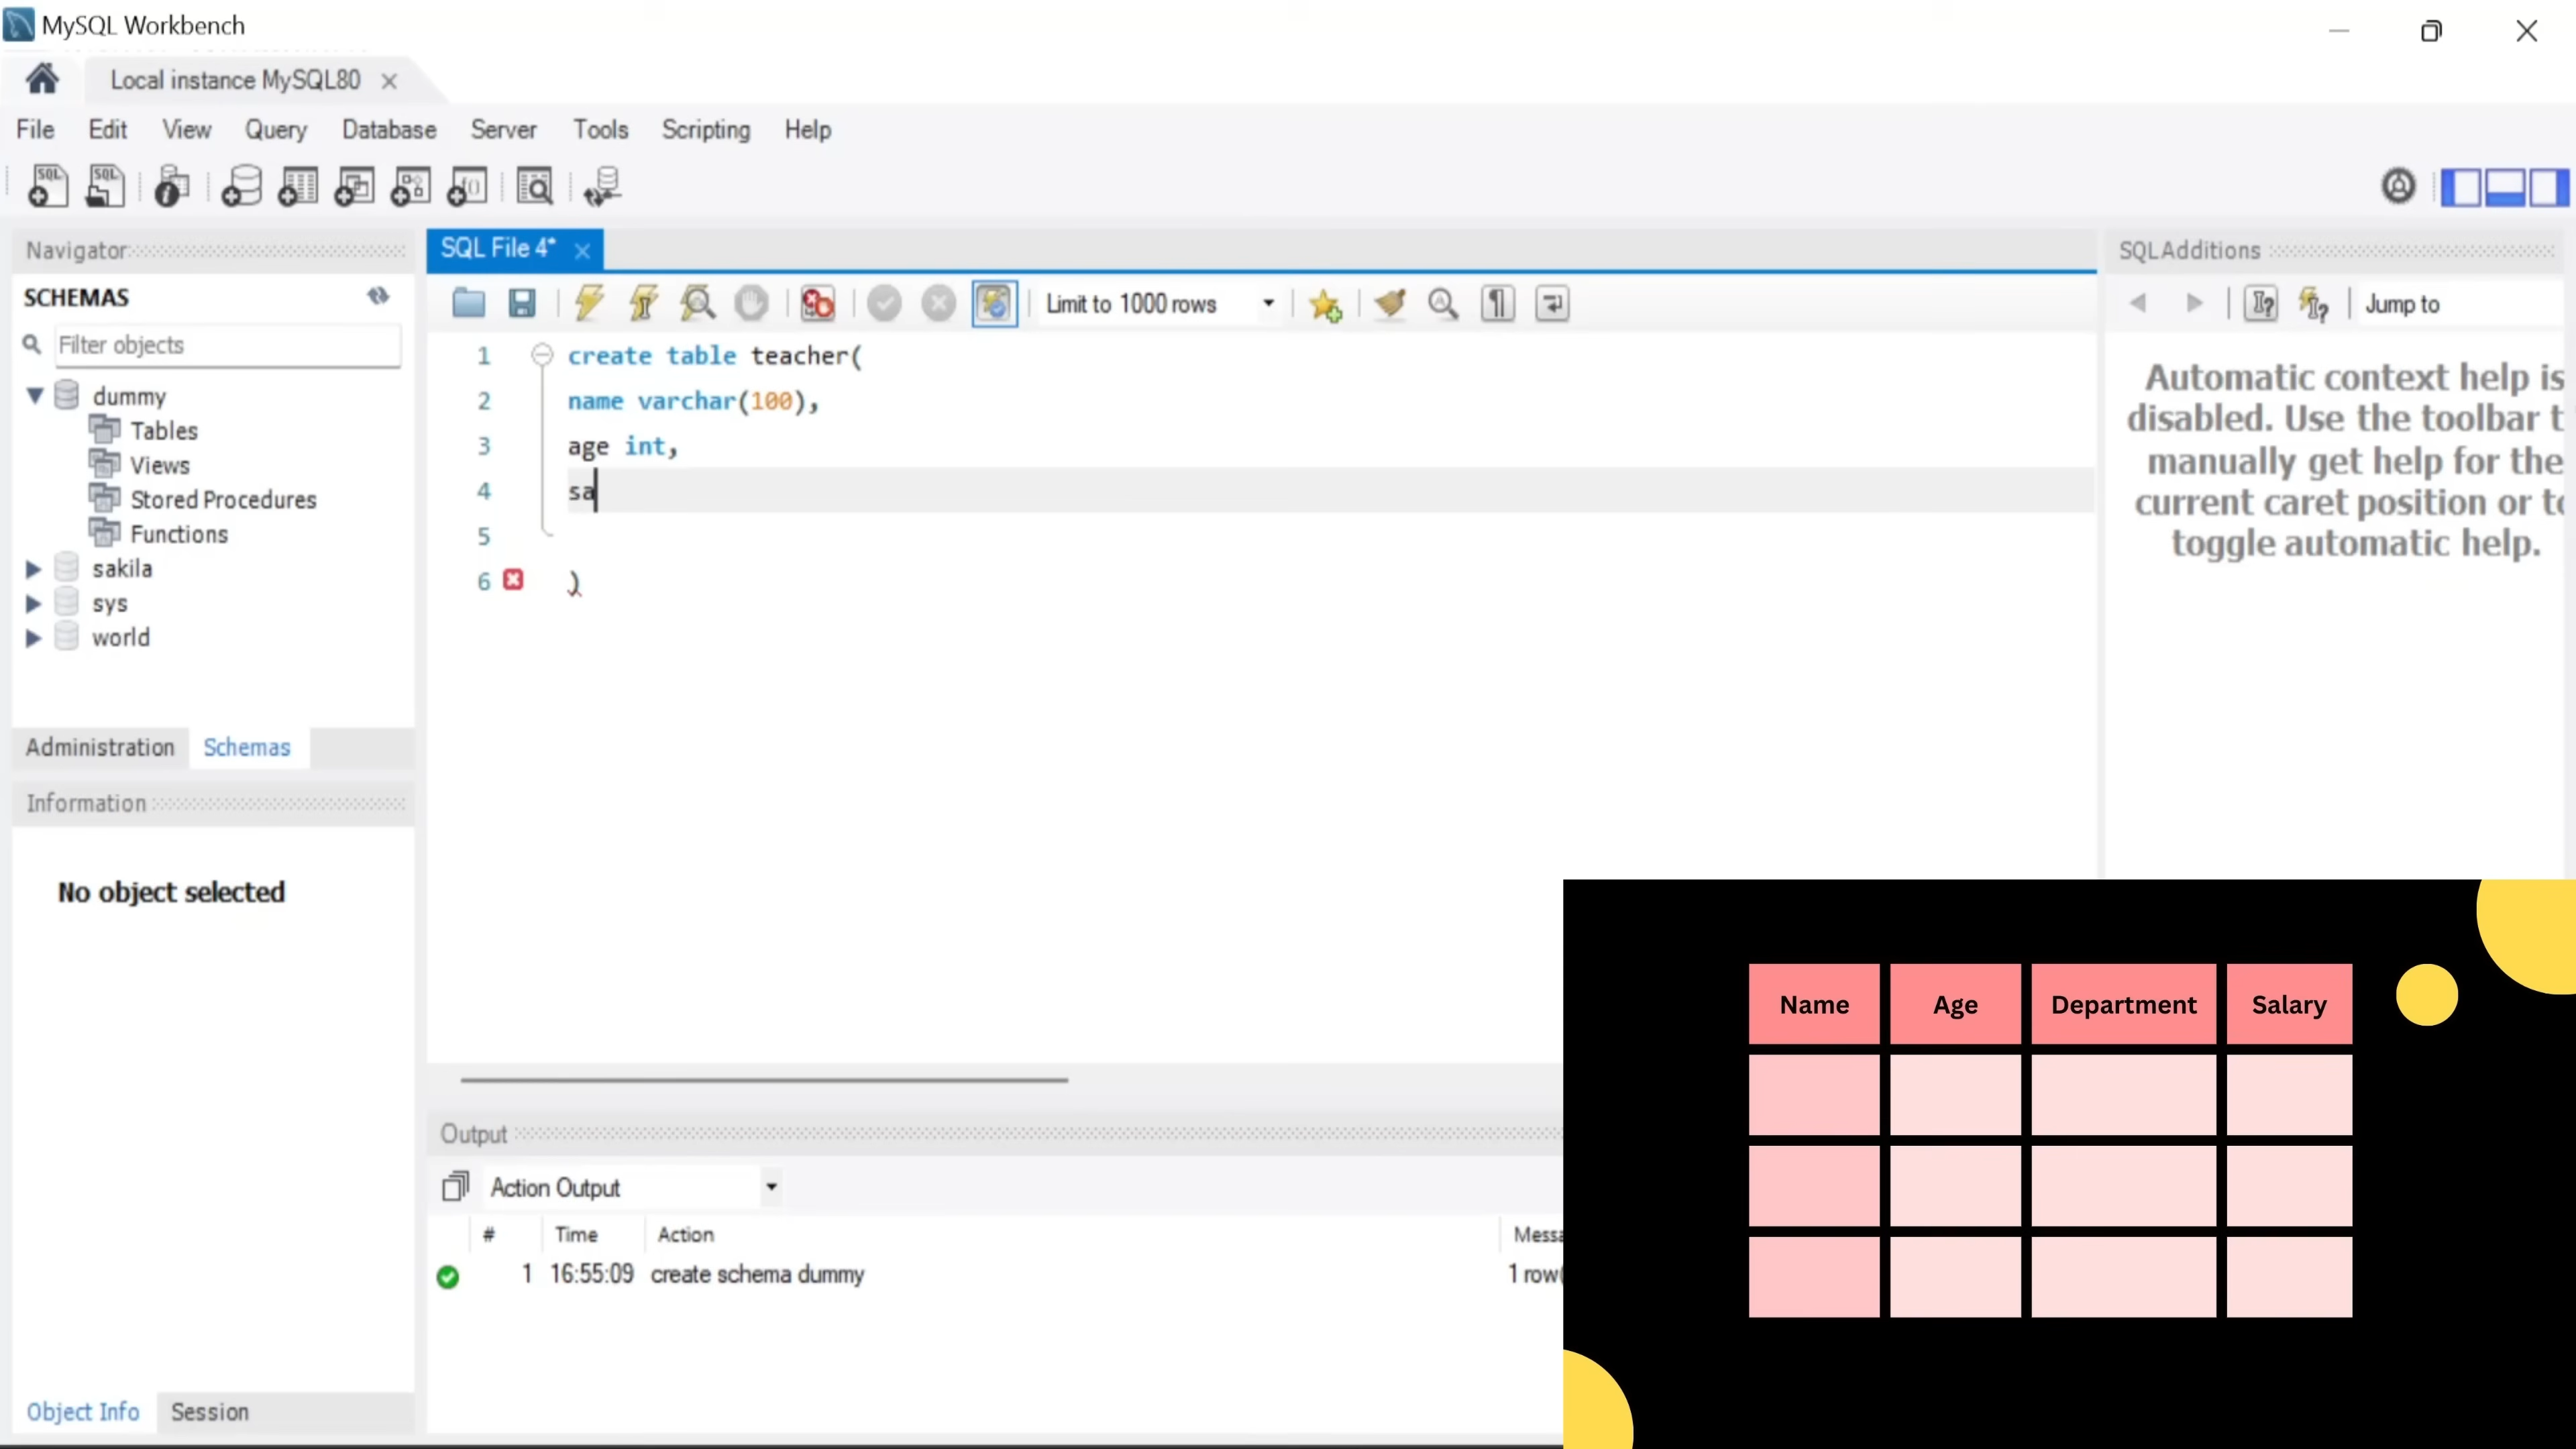 MySQL Workbench
Local instance MySQL80
File Edit View Query Database Server Tools Scripting Help
Navigator
SCHEMAS
Filter objects
dummy
Tables
Views
Stored Procedures
Functions
sakila
sys
world
Administration Schemas
Information
No object selected
Object Info Session
SQL File 4*
Limit to 1000 rows
1 create table teacher(
2 name varchar(100),
3 age int,
4 sa
5
6 )
Output
Action Output
# Time Action Messa
1 16:55:09 create schema dummy 1 row(
SQLAdditions
Jump to
Automatic context help is
disabled. Use the toolbar t
manually get help for the
current caret position or to
toggle automatic help.
Name Age Department Salary